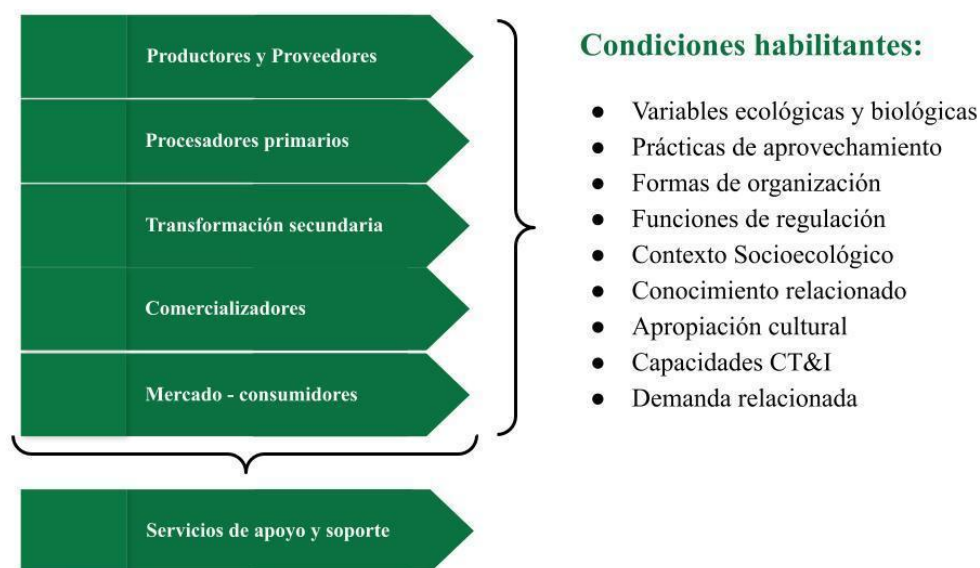 Productores y Proveedores
Procesadores primarios
Transformación secundaria
Comercializadores
Mercado - consumidores
Servicios de apoyo y soporte
Condiciones habilitantes:
● Variables ecológicas y biológicas
● Prácticas de aprovechamiento
● Formas de organización
● Funciones de regulación
● Contexto Socioecológico
● Conocimiento relacionado
● Apropiación cultural
● Capacidades CT&I
● Demanda relacionada